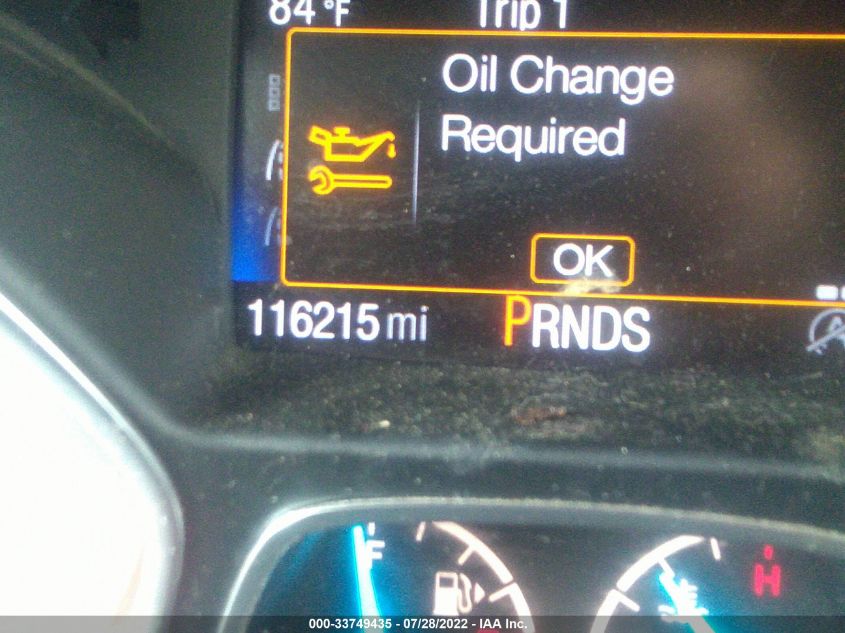 84 °F Trip 1
Oil Change
Required
OK
116215 mi PRNDS
F
H
000-33749435 - 07/28/2022 - IAA Inc.